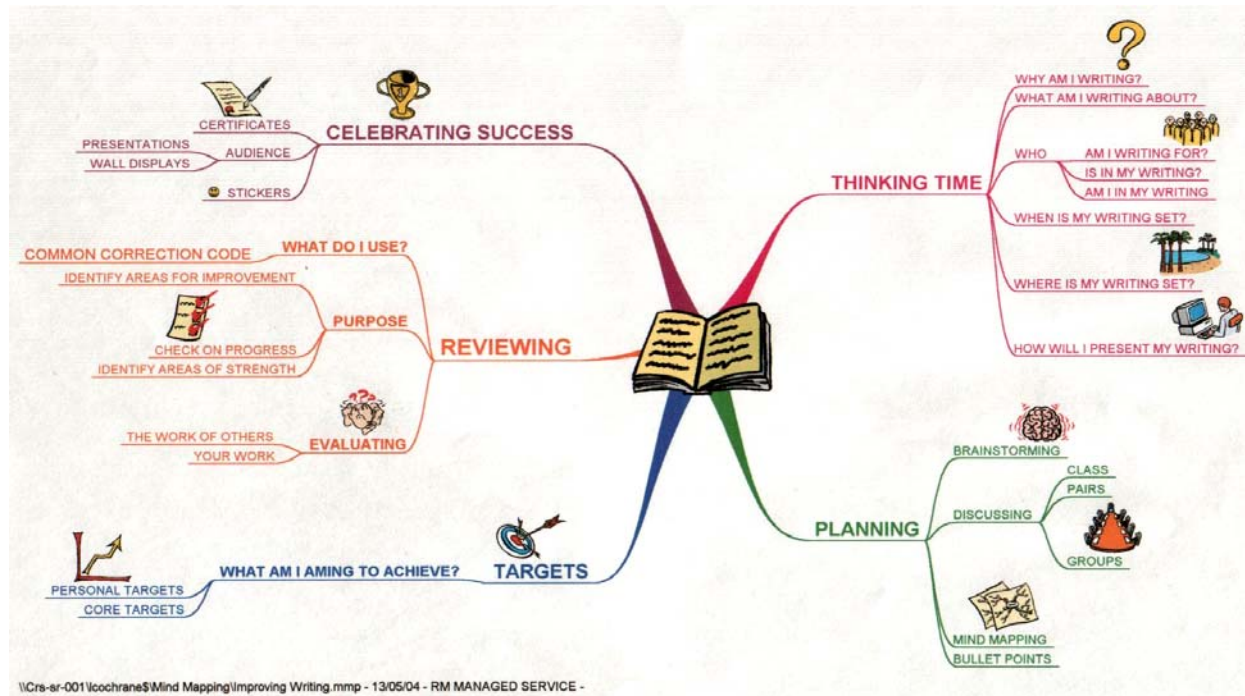 CELEBRATING SUCCESS
CERTIFICATES
AUDIENCE
PRESENTATIONS
WALL DISPLAYS
STICKERS
THINKING TIME
WHY AM I WRITING?
WHAT AM I WRITING ABOUT?
WHO
AM I WRITING FOR?
IS IN MY WRITING?
AM I IN MY WRITING
WHEN IS MY WRITING SET?
WHERE IS MY WRITING SET?
HOW WILL I PRESENT MY WRITING?
REVIEWING
WHAT DO I USE?
COMMON CORRECTION CODE
PURPOSE
IDENTIFY AREAS FOR IMPROVEMENT
CHECK ON PROGRESS
IDENTIFY AREAS OF STRENGTH
EVALUATING
THE WORK OF OTHERS
YOUR WORK
PLANNING
BRAINSTORMING
DISCUSSING
CLASS
PAIRS
GROUPS
MIND MAPPING
BULLET POINTS
TARGETS
WHAT AM I AMING TO ACHIEVE?
PERSONAL TARGETS
CORE TARGETS
\\Crs-sr-001\lcochrane$\Mind Mapping\Improving Writing.mmp - 13/05/04 - RM MANAGED SERVICE -